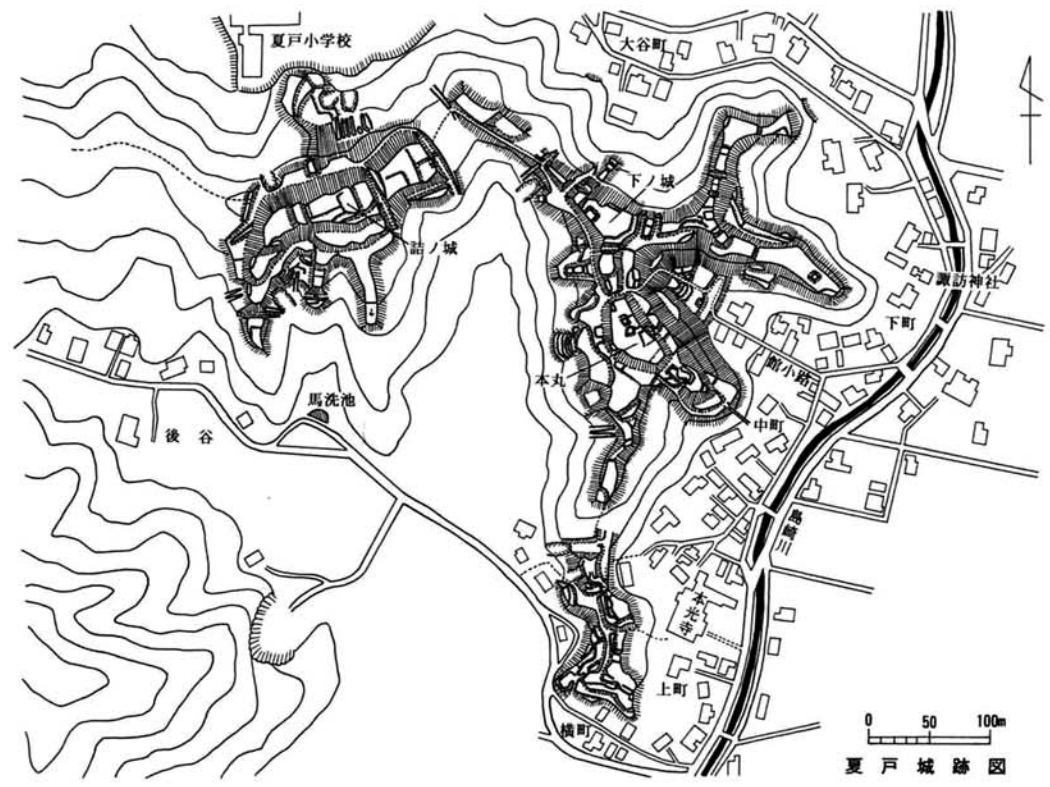 夏戸小学校
大谷町
下ノ城
詰ノ城
諏訪神社
下町
館小路
本丸
馬洗池
中町
後谷
島崎川
本光寺
上町
横町
0 50 100m
夏戸城跡図